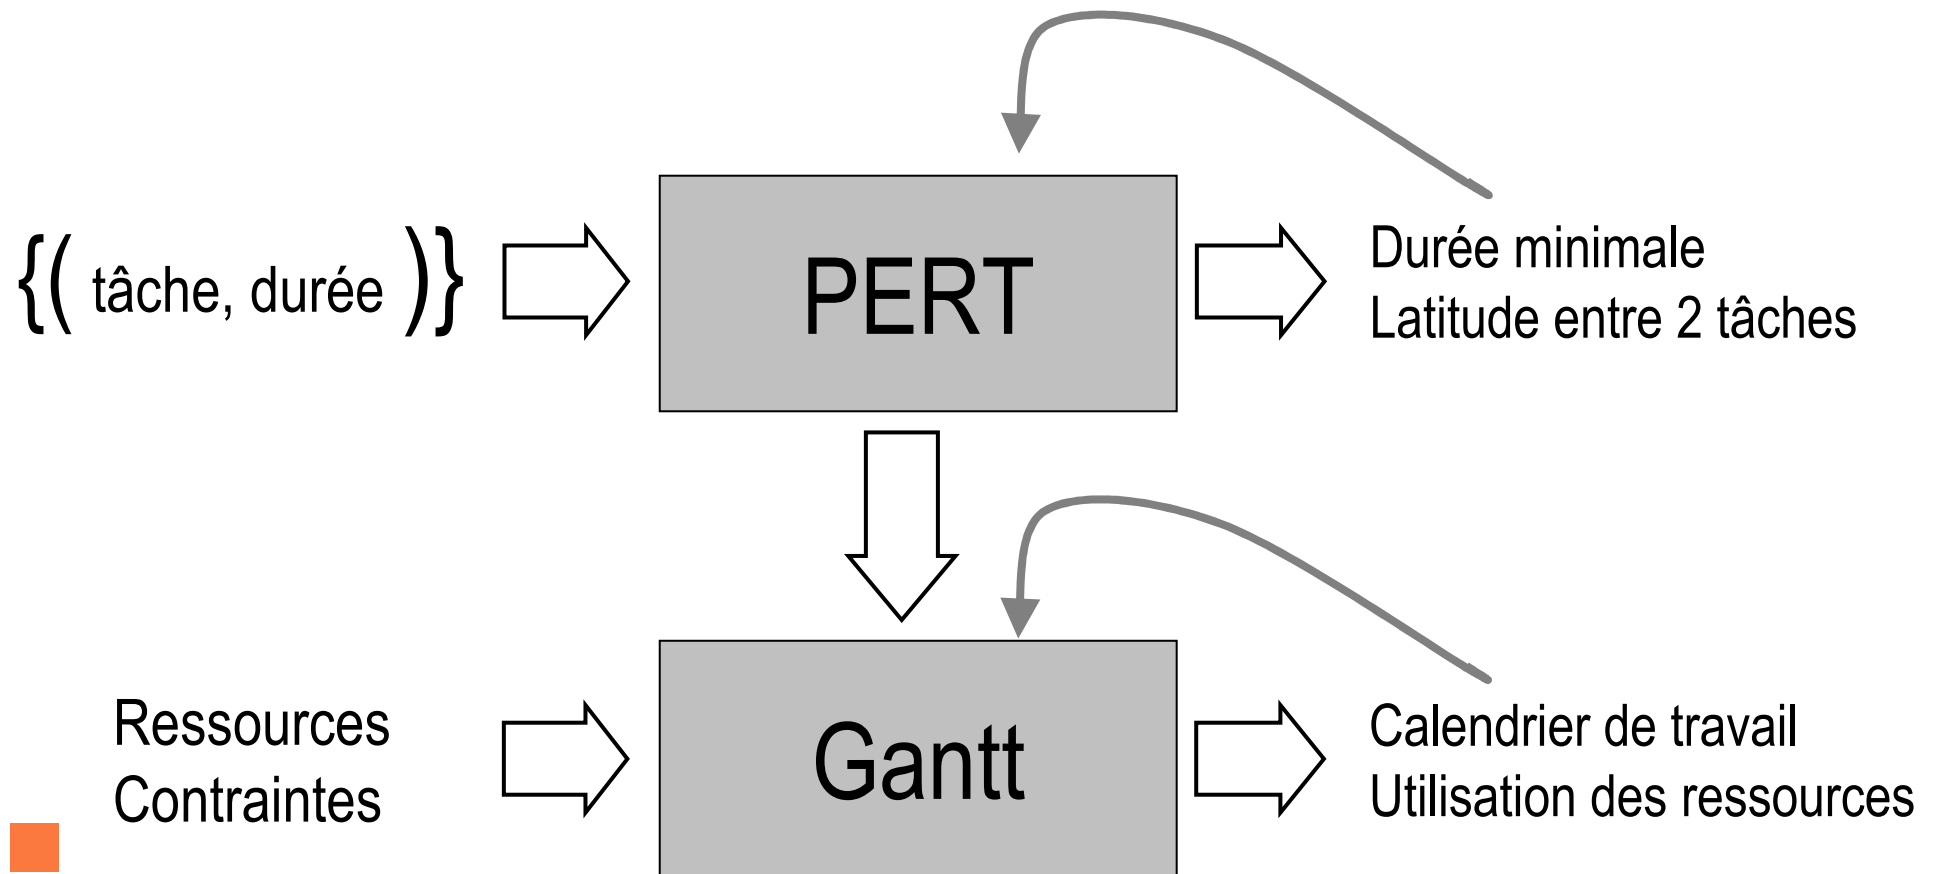 {( tâche, durée )}
PERT
Durée minimale
Latitude entre 2 tâches
Ressources
Contraintes
Gantt
Calendrier de travail
Utilisation des ressources